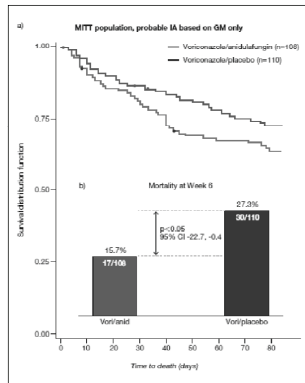 a)
MITT population, probable IA based on GM only
Voriconazole/anidulafungin (n=108)
Voriconazole/placebo (n=110)
1.00
0.75
0.50
0.25
0.00
Survival distribution function
b)
Mortality at Week 6
27.3%
30/110
p<0.05
95% CI -22.7, -0.4
15.7%
17/108
Vori/anid
Vori/placebo
0
10
20
30
40
50
60
70
80
Time to death (days)